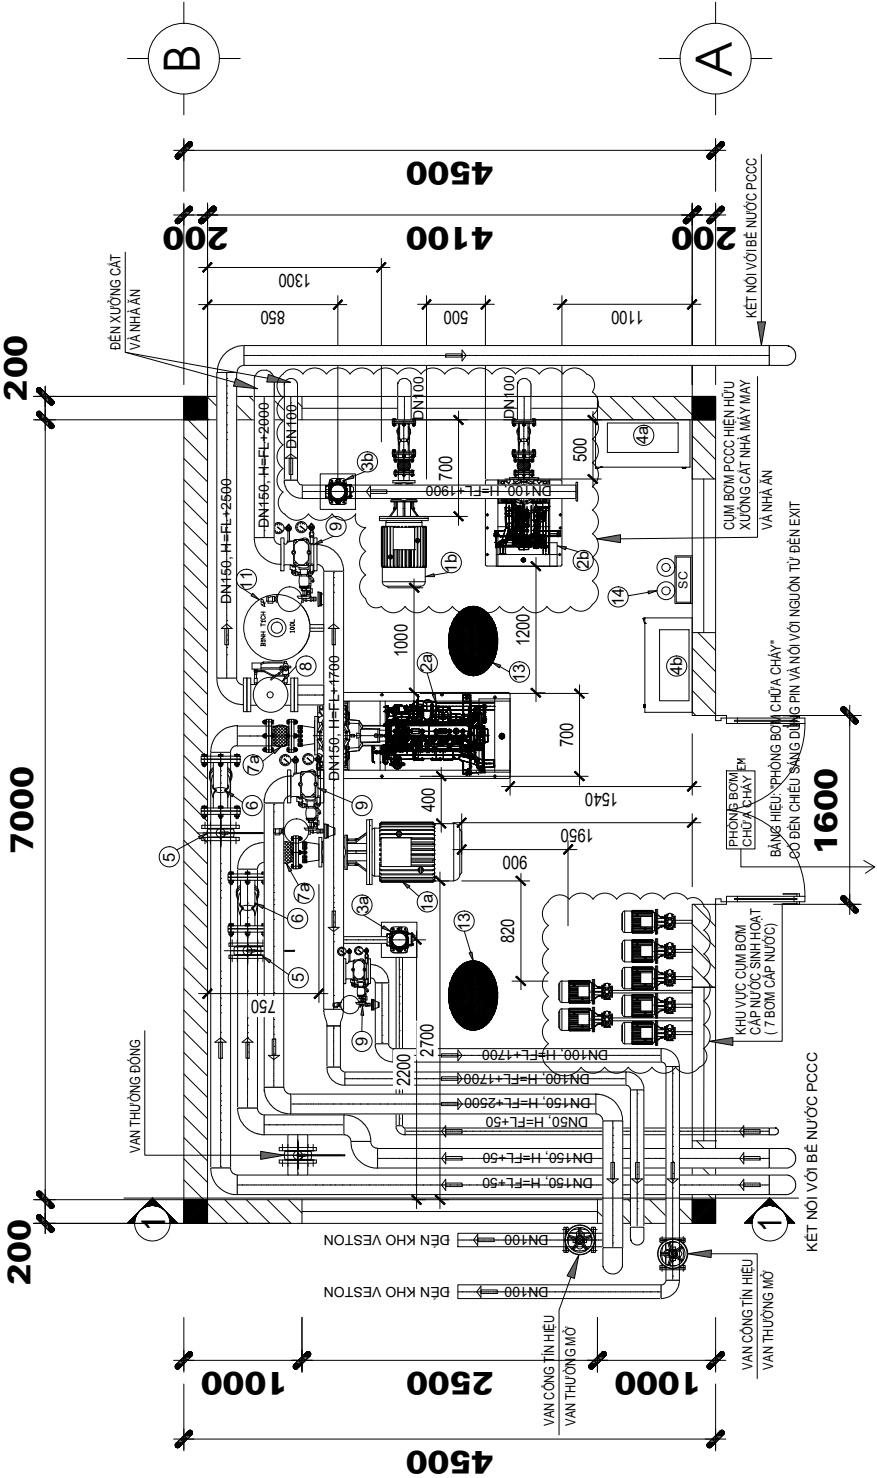 B
A
4500
200
4100
200
ĐẾN XƯỞNG CẮT
VÀ NHÀ ĂN
1300
850
500
1100
KẾT NỐI VỚI BỂ NƯỚC PCCC
200
7000
200
DN150, H=FL+2500
DN150, H=FL+2000
DN100
DN100
DN100
3b
DN100, H=FL+1900
700
500
4a
CỤM BƠM PCCC HIỆN HỮU
XƯỞNG CẮT NHÀ MÁY MAY
VÀ NHÀ ĂN
9
11
BÌNH TÍCH ÁP
100L
1b
2b
14
SC
8
1000
1200
13
4b
DN150, H=FL+1700
2a
7a
6
5
9
7a
6
5
700
400
1540
1950
900
820
1a
3a
13
9
750
1600
PHÒNG BƠM
CHỮA CHÁY
EM
BẢNG HIỆU: "PHÒNG BƠM CHỮA CHÁY"
CÓ ĐÈN CHIẾU SÁNG DÙNG PIN VÀ NỐI VỚI NGUỒN TỪ ĐÈN EXIT
KHU VỰC CỤM BƠM
CẤP NƯỚC SINH HOẠT
( 7 BƠM CẤP NƯỚC)
VAN THƯỜNG ĐÓNG
2200
2700
DN100, H=FL+1700
DN100, H=FL+1700
DN150, H=FL+2500
DN50, H=FL+50
DN150, H=FL+50
DN150, H=FL+50
1
1
KẾT NỐI VỚI BỂ NƯỚC PCCC
ĐẾN KHO VESTON
DN100
ĐẾN KHO VESTON
DN100
VAN CỔNG TÍN HIỆU
VAN THƯỜNG MỞ
VAN CỔNG TÍN HIỆU
VAN THƯỜNG MỞ
1000
2500
1000
4500